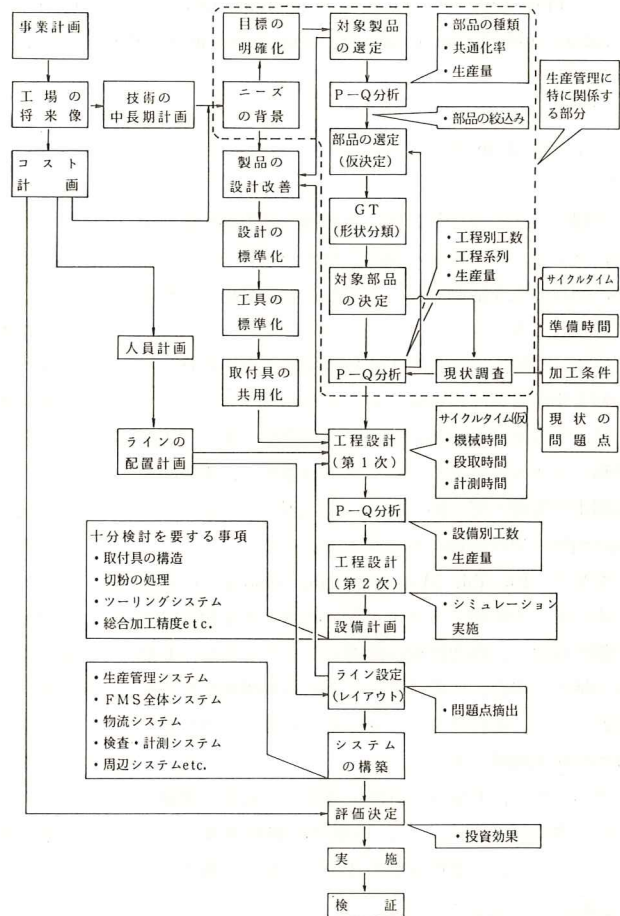 事業計画
工場の
将来像
コスト
計画
技術の
中長期計画
目標の
明確化
ニーズ
の背景
対象製品
の選定
・部品の種類
・共通化率
・生産量
P－Q分析
・部品の絞込み
生産管理に
特に関係す
る部分
部品の選定
(仮決定)
製品の
設計改善
GT
(形状分類)
設計の
標準化
対象部品
の決定
・工程別工数
・工程系列
・生産量
工具の
標準化
人員計画
取付具の
共用化
P－Q分析
現状調査
サイクルタイム
準備時間
加工条件
現状の
問題点
ラインの
配置計画
工程設計
(第1次)
サイクルタイム(仮)
・機械時間
・段取時間
・計測時間
P－Q分析
・設備別工数
・生産量
十分検討を要する事項
・取付具の構造
・切粉の処理
・ツーリングシステム
・総合加工精度etc.
工程設計
(第2次)
・シミュレーション
実施
設備計画
・生産管理システム
・FMS全体システム
・物流システム
・検査・計測システム
・周辺システムetc.
ライン設定
(レイアウト)
・問題点摘出
システム
の構築
評価決定
・投資効果
実施
検証